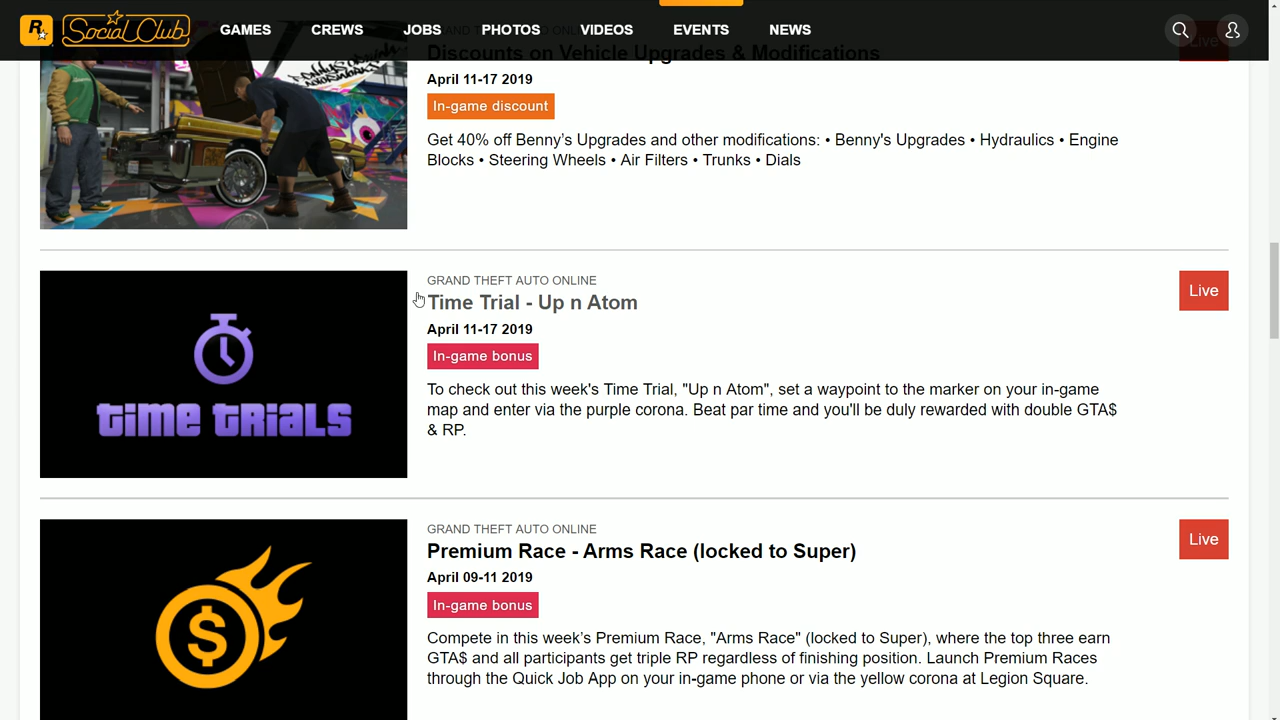 R Social Club GAMES CREWS JOBS PHOTOS VIDEOS EVENTS NEWS
Live
Discounts on Vehicle Upgrades & Modifications
April 11-17 2019
In-game discount
Get 40% off Benny's Upgrades and other modifications: • Benny's Upgrades • Hydraulics • Engine
Blocks • Steering Wheels • Air Filters • Trunks • Dials
GRAND THEFT AUTO ONLINE
Time Trial - Up n Atom
Live
April 11-17 2019
In-game bonus
To check out this week's Time Trial, "Up n Atom", set a waypoint to the marker on your in-game
map and enter via the purple corona. Beat par time and you'll be duly rewarded with double GTA$
& RP.
TIME TRIALS
GRAND THEFT AUTO ONLINE
Premium Race - Arms Race (locked to Super)
Live
April 09-11 2019
In-game bonus
Compete in this week's Premium Race, "Arms Race" (locked to Super), where the top three earn
GTA$ and all participants get triple RP regardless of finishing position. Launch Premium Races
through the Quick Job App on your in-game phone or via the yellow corona at Legion Square.
$